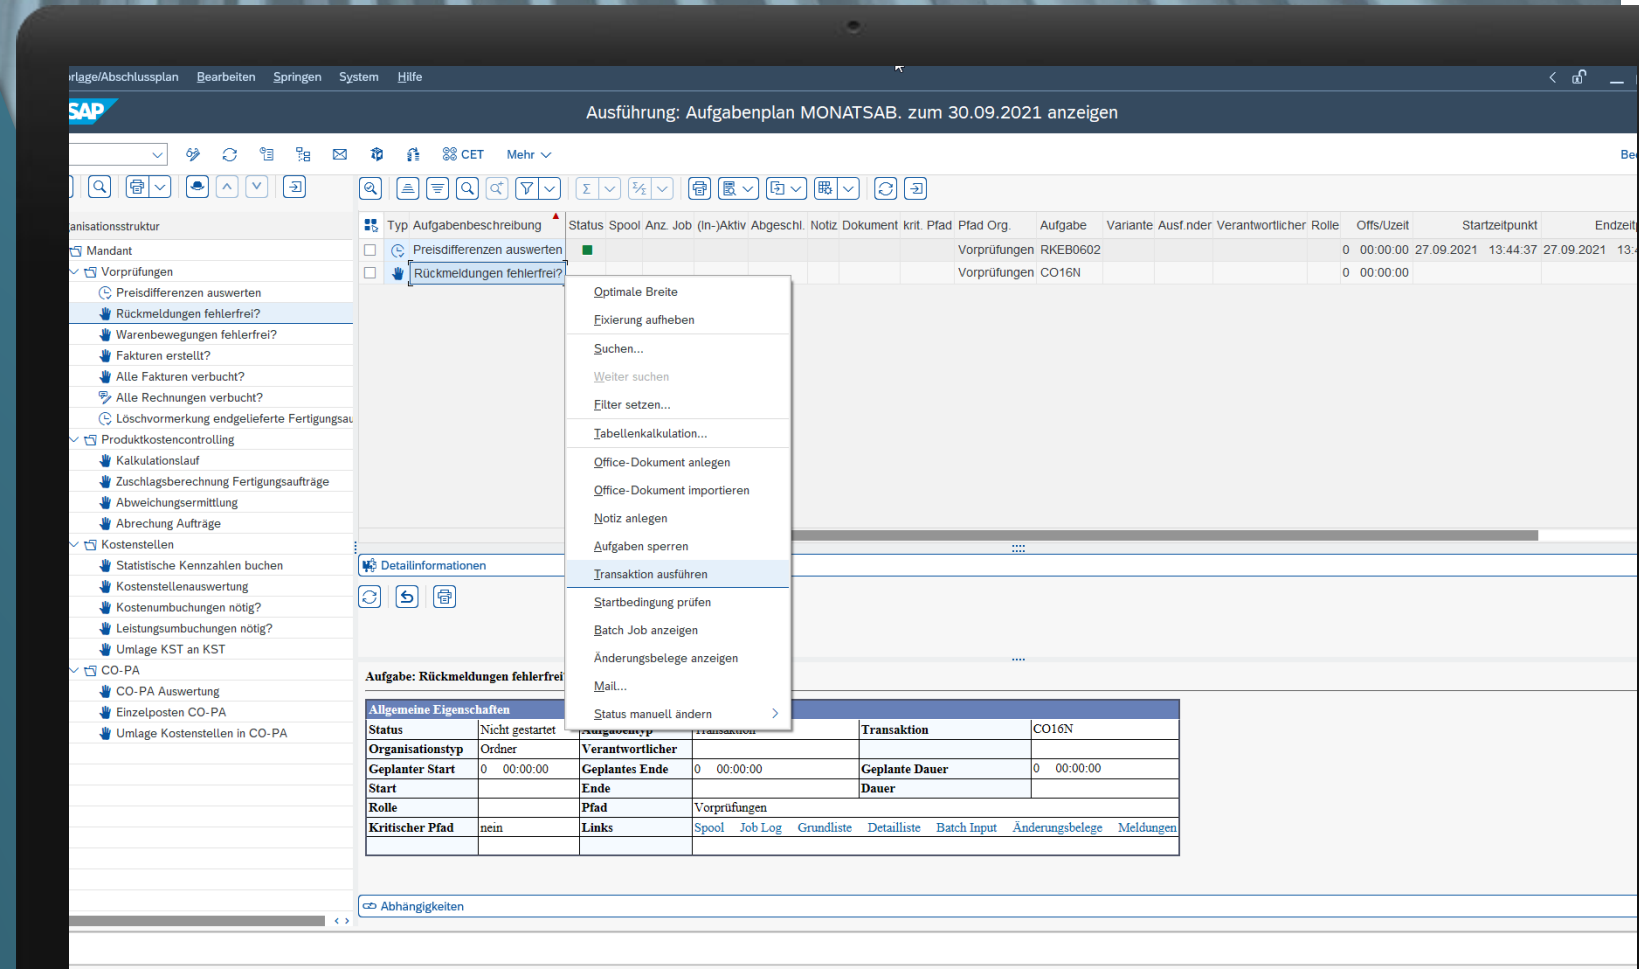 rlage/Abschlussplan Bearbeiten Springen System Hilfe
SAP
Ausführung: Aufgabenplan MONATSAB. zum 30.09.2021 anzeigen
CET Mehr
Bee
anisationsstruktur
Mandant
Vorprüfungen
Preisdifferenzen auswerten
Rückmeldungen fehlerfrei?
Warenbewegungen fehlerfrei?
Fakturen erstellt?
Alle Fakturen verbucht?
Alle Rechnungen verbucht?
Löschvormerkung endgelieferte Fertigungsau
Produktkostencontrolling
Kalkulationslauf
Zuschlagsberechnung Fertigungsaufträge
Abweichungsermittlung
Abrechung Aufträge
Kostenstellen
Statistische Kennzahlen buchen
Kostenstellenauswertung
Kostenumbuchungen nötig?
Leistungsumbuchungen nötig?
Umlage KST an KST
CO-PA
CO-PA Auswertung
Einzelposten CO-PA
Umlage Kostenstellen in CO-PA
Typ Aufgabenbeschreibung Status Spool Anz. Job (In-)Aktiv Abgeschl. Notiz Dokument krit. Pfad Pfad Org. Aufgabe Variante Ausf.nder Verantwortlicher Rolle Offs/Uzeit Startzeitpunkt Endzeitp
Preisdifferenzen auswerten Vorprüfungen RKEB0602 0 00:00:00 27.09.2021 13:44:37 27.09.2021 13:4
Rückmeldungen fehlerfrei? Vorprüfungen CO16N 0 00:00:00
Optimale Breite
Fixierung aufheben
Suchen...
Weiter suchen
Filter setzen...
Tabellenkalkulation...
Office-Dokument anlegen
Office-Dokument importieren
Notiz anlegen
Aufgaben sperren
Transaktion ausführen
Startbedingung prüfen
Batch Job anzeigen
Änderungsbelege anzeigen
Mail...
Status manuell ändern
Detailinformationen
Aufgabe: Rückmeldungen fehlerfrei
Allgemeine Eigenschaften
Status Nicht gestartet Aufgabentyp Transaktion Transaktion CO16N
Organisationstyp Ordner Verantwortlicher
Geplanter Start 0 00:00:00 Geplantes Ende 0 00:00:00 Geplante Dauer 0 00:00:00
Start Ende Dauer
Rolle Pfad Vorprüfungen
Kritischer Pfad nein Links Spool Job Log Grundliste Detailliste Batch Input Änderungsbelege Meldungen
Abhängigkeiten